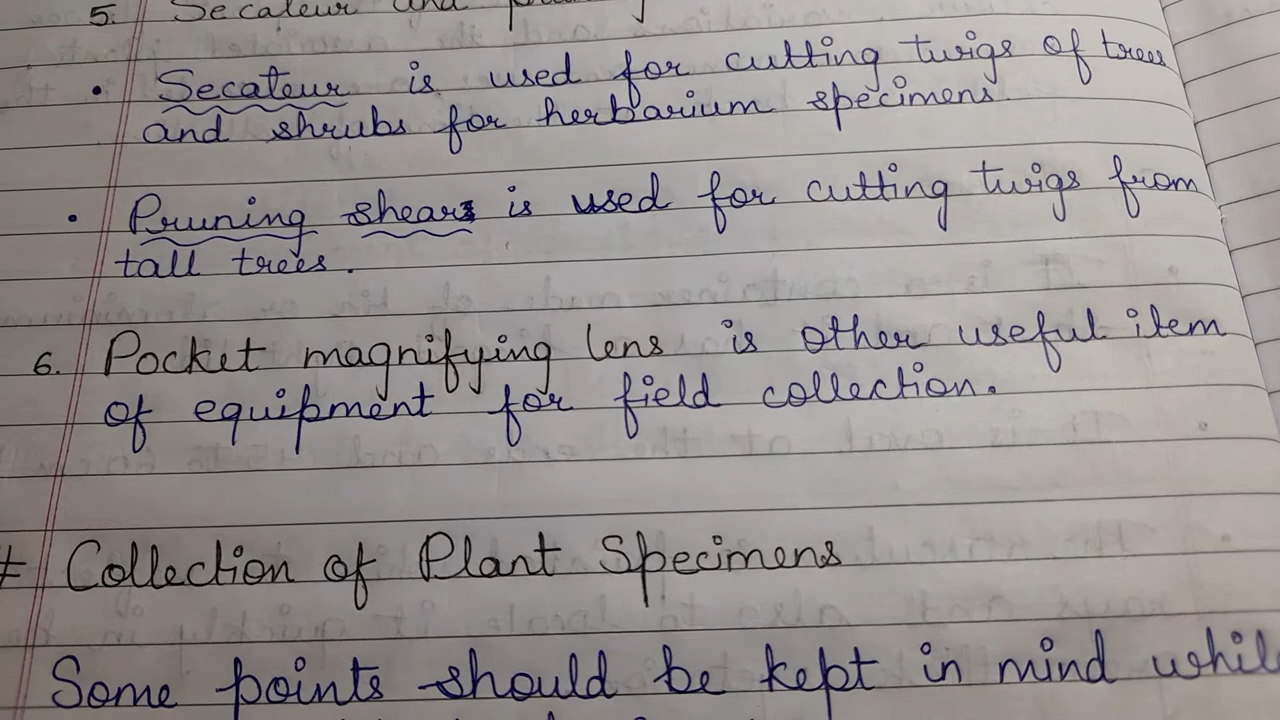 5. Secateur and
• Secateur is used for cutting twigs of trees
and shrubs for herbarium specimens.
• Pruning shears is used for cutting twigs from
tall trees.
6. Pocket magnifying lens is other useful item
of equipment for field collection.
# Collection of Plant Specimens
Some points should be kept in mind whil